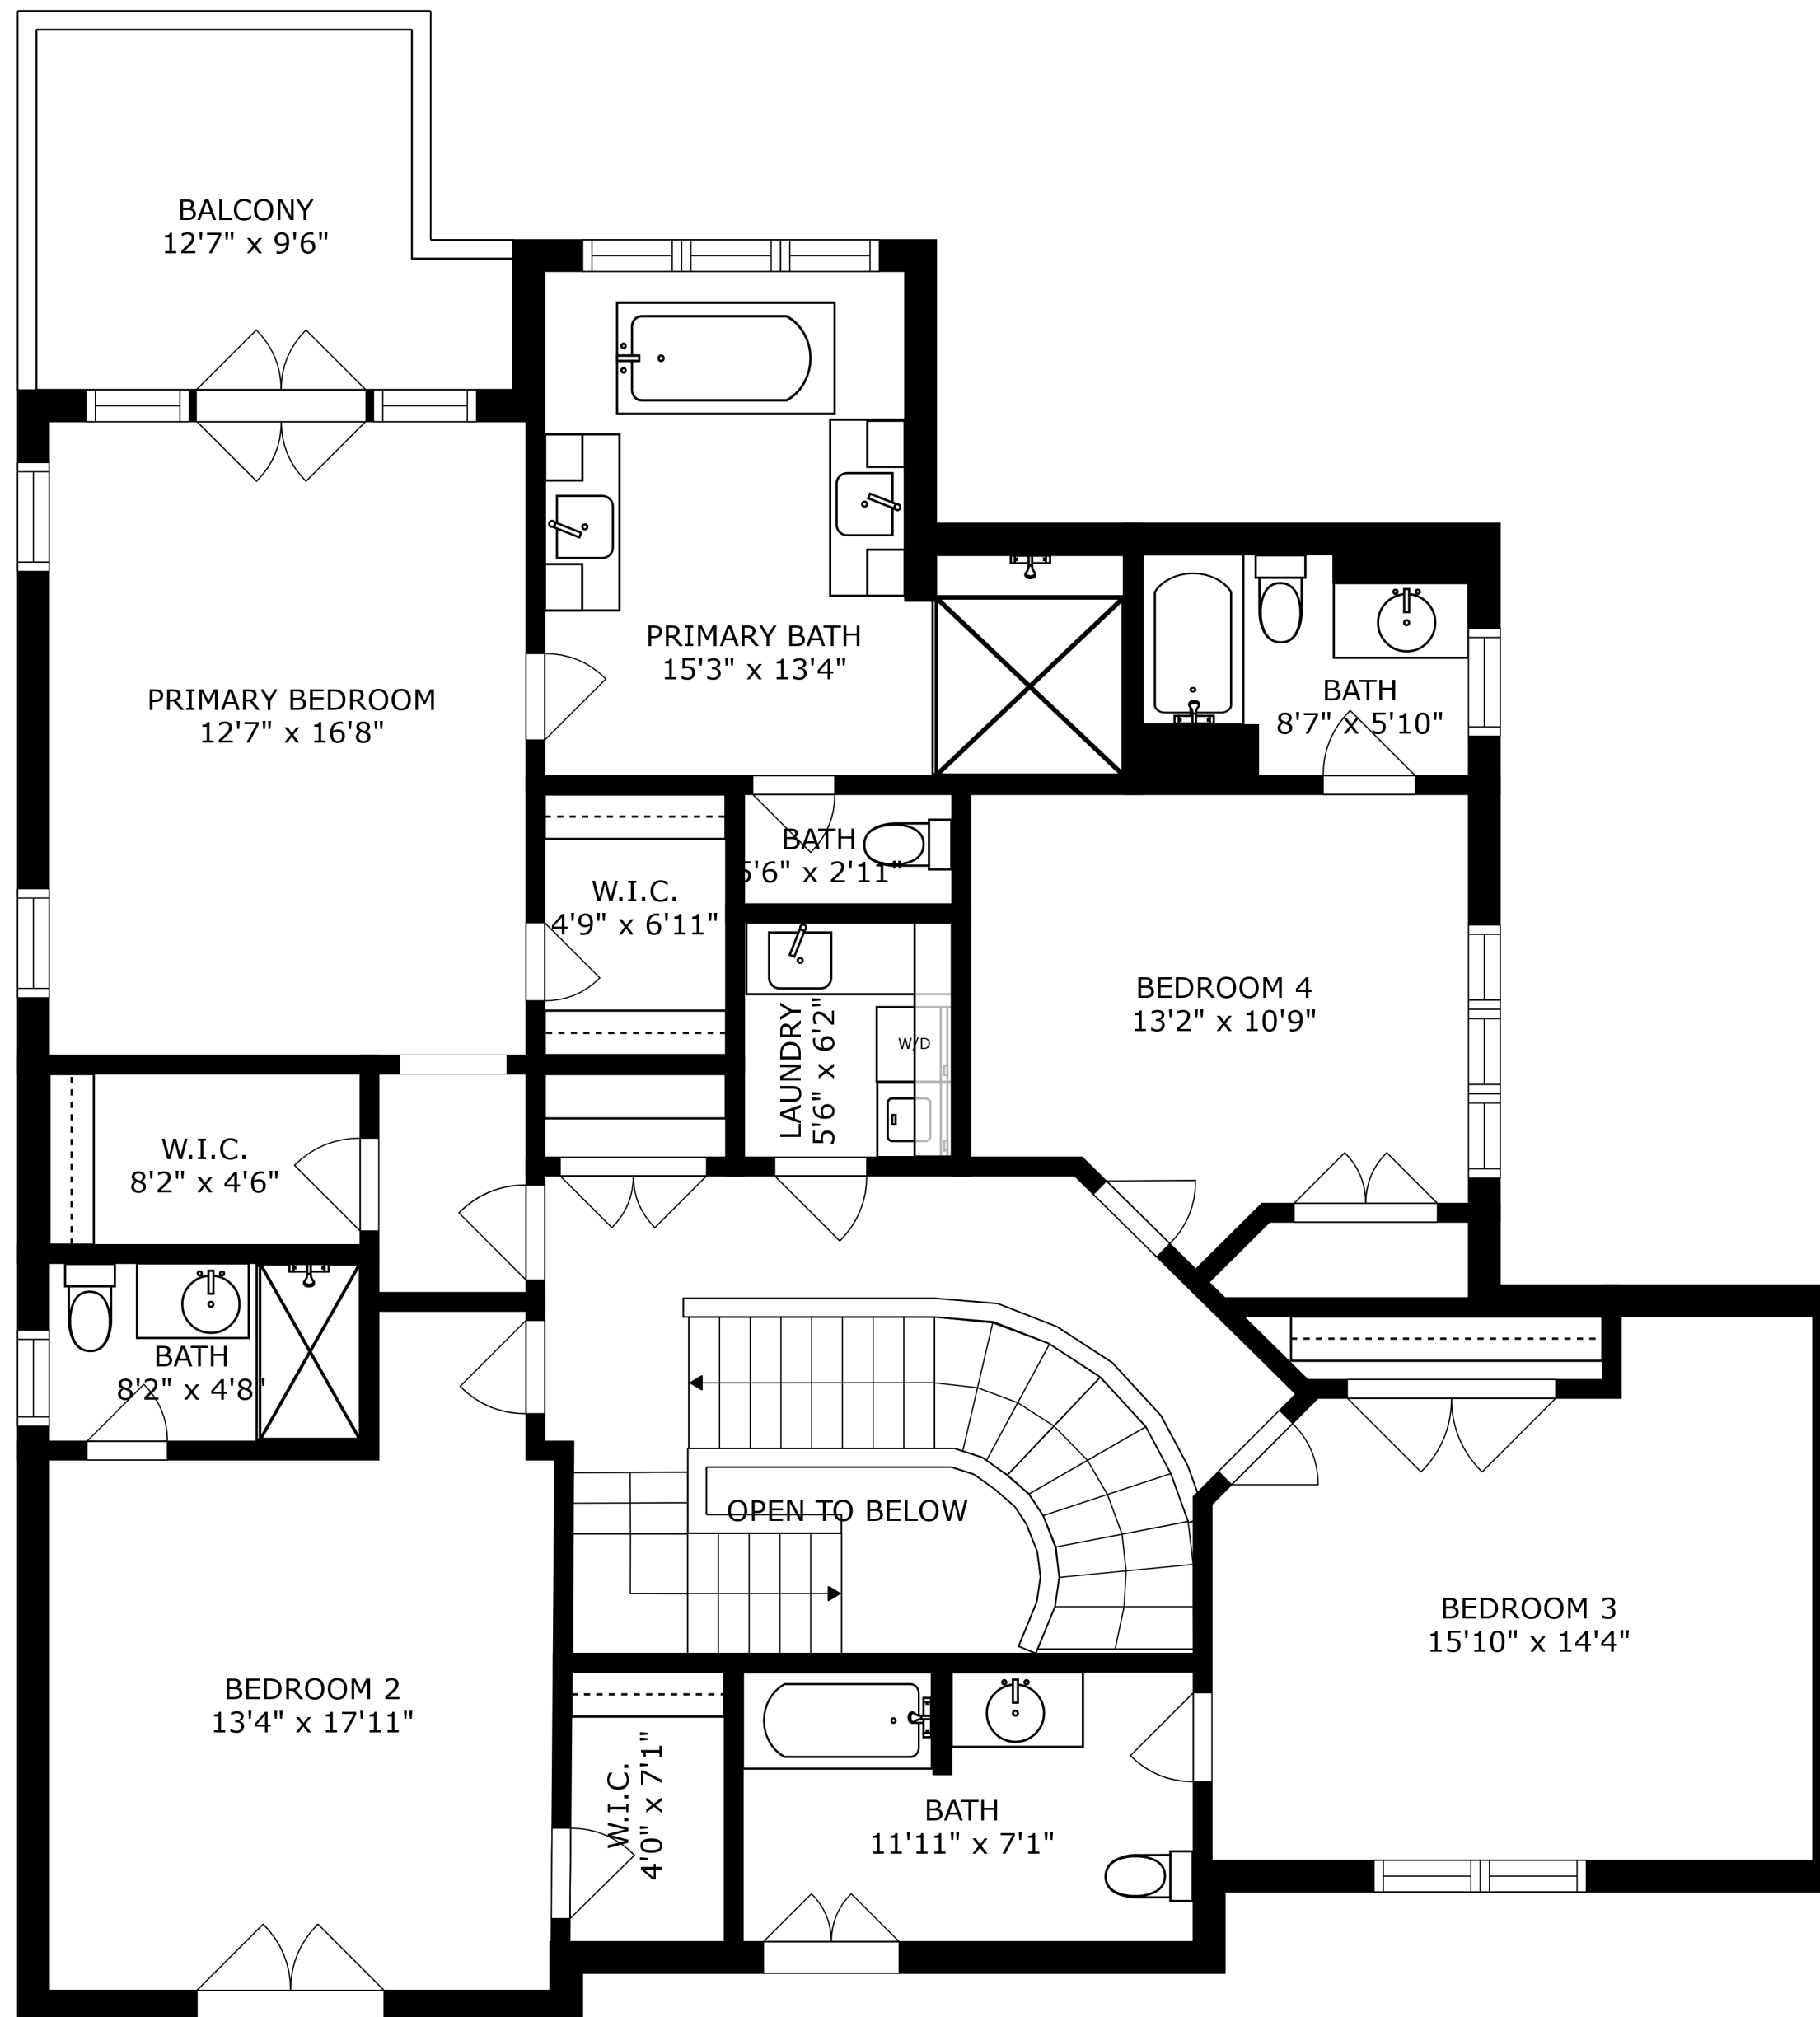 BALCONY
12'7" x 9'6"
PRIMARY BATH
15'3" x 13'4"
PRIMARY BEDROOM
12'7" x 16'8"
BATH
8'7" x 5'10"
BATH
5'6" x 2'11"
W.I.C.
4'9" x 6'11"
BEDROOM 4
13'2" x 10'9"
LAUNDRY
5'6" x 6'2"
W/D
W.I.C.
8'2" x 4'6"
BATH
8'2" x 4'8"
OPEN TO BELOW
BEDROOM 3
15'10" x 14'4"
BEDROOM 2
13'4" x 17'11"
W.I.C.
4'0" x 7'1"
BATH
11'11" x 7'1"